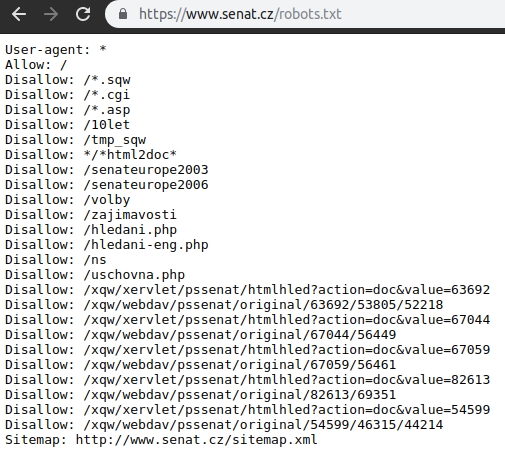 https://www.senat.cz/robots.txt
User-agent: *
Allow: /
Disallow: /*.sqw
Disallow: /*.cgi
Disallow: /*.asp
Disallow: /10let
Disallow: /tmp_sqw
Disallow: */*html2doc*
Disallow: /senateurope2003
Disallow: /senateurope2006
Disallow: /volby
Disallow: /zajimavosti
Disallow: /hledani.php
Disallow: /hledani-eng.php
Disallow: /ns
Disallow: /uschovna.php
Disallow: /xqw/xervlet/pssenat/htmlhled?action=doc&value=63692
Disallow: /xqw/webdav/pssenat/original/63692/53805/52218
Disallow: /xqw/xervlet/pssenat/htmlhled?action=doc&value=67044
Disallow: /xqw/webdav/pssenat/original/67044/56449
Disallow: /xqw/xervlet/pssenat/htmlhled?action=doc&value=67059
Disallow: /xqw/webdav/pssenat/original/67059/56461
Disallow: /xqw/xervlet/pssenat/htmlhled?action=doc&value=82613
Disallow: /xqw/webdav/pssenat/original/82613/69351
Disallow: /xqw/xervlet/pssenat/htmlhled?action=doc&value=54599
Disallow: /xqw/webdav/pssenat/original/54599/46315/44214
Sitemap: http://www.senat.cz/sitemap.xml